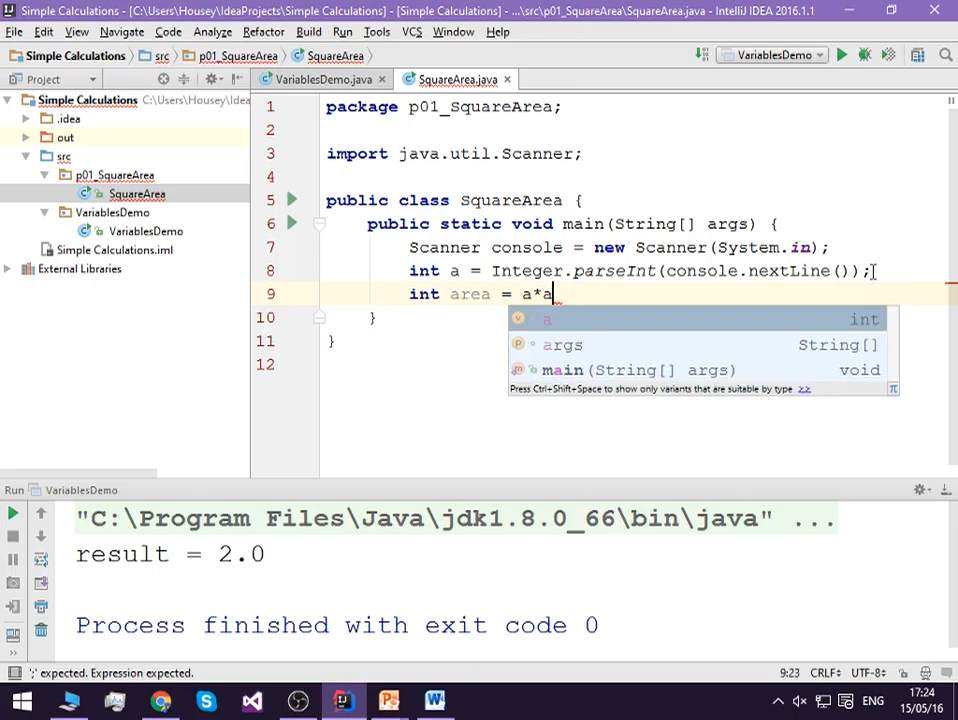 Simple Calculations - [C:\Users\Housey\IdeaProjects\Simple Calculations] - [Simple Calculations] - ...\src\p01_SquareArea\SquareArea.java - IntelliJ IDEA 2016.1.1
File Edit View Navigate Code Analyze Refactor Build Run Tools VCS Window Help
Simple Calculations src p01_SquareArea SquareArea VariablesDemo
Project VariablesDemo.java SquareArea.java
Simple Calculations C:\Users\Housey\Idea
.idea
out
src
p01_SquareArea
SquareArea
VariablesDemo
VariablesDemo
Simple Calculations.iml
External Libraries
1 package p01_SquareArea;
2
3 import java.util.Scanner;
4
5 public class SquareArea {
6 public static void main(String[] args) {
7 Scanner console = new Scanner(System.in);
8 int a = Integer.parseInt(console.nextLine());
9 int area = a*a
10 }
11 }
12
a int
args String[]
main(String[] args) void
Press Ctrl+Shift+Space to show only variants that are suitable by type >>
Run VariablesDemo
"C:\Program Files\Java\jdk1.8.0_66\bin\java" ...
result = 2.0
Process finished with exit code 0
';' expected. Expression expected. 9:23 CRLF UTF-8
ENG 17:24
15/05/16